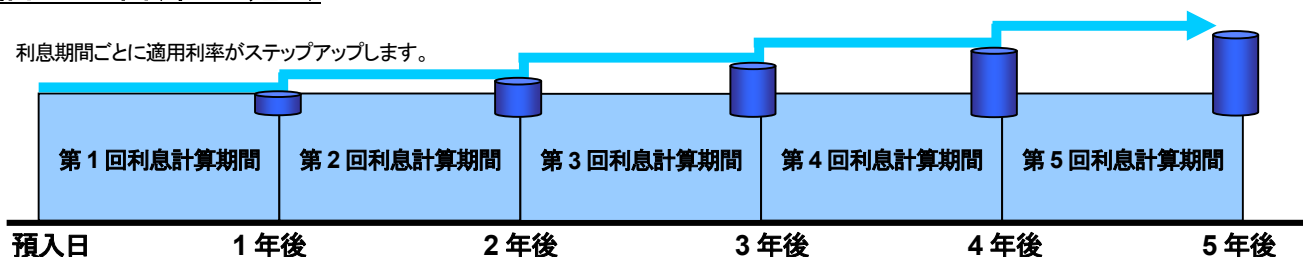 利息期間ごとに適用利率がステップアップします。
第1回利息計算期間 第2回利息計算期間 第3回利息計算期間 第4回利息計算期間 第5回利息計算期間
預入日 1年後 2年後 3年後 4年後 5年後